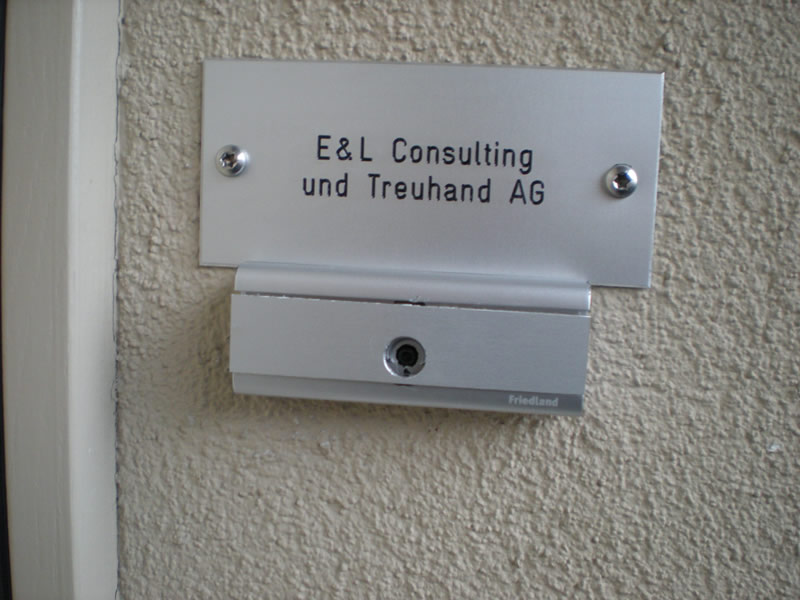 E&L Consulting
und Treuhand AG
Friedland